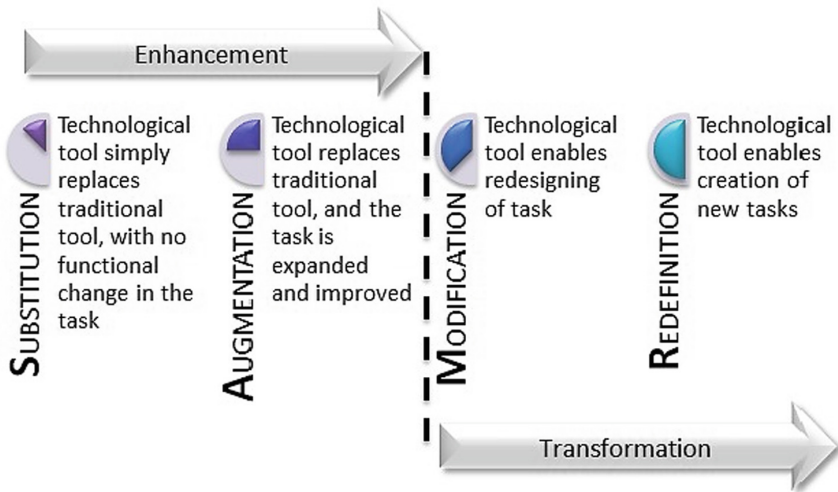 Enhancement
SUBSTITUTION
Technological
tool simply
replaces
traditional
tool, with no
functional
change in the
task
AUGMENTATION
Technological
tool replaces
traditional
tool, and the
task is
expanded
and improved
MODIFICATION
Technological
tool enables
redesigning
of task
REDEFINITION
Technological
tool enables
creation of
new tasks
Transformation